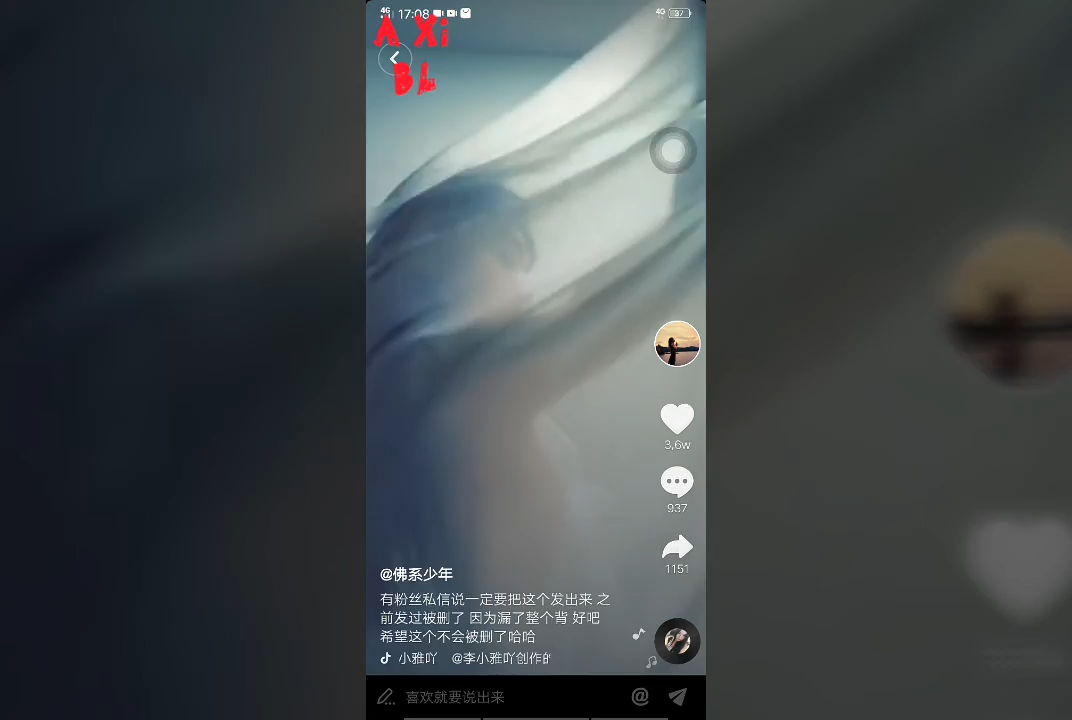 4G 17:08
4G 37
A Xi
BL
3.6w
937
1151
@佛系少年
有粉丝私信说一定要把这个发出来 之
前发过被删了 因为漏了整个背 好吧
希望这个不会被删了哈哈
小雅吖 @李小雅吖创作的
喜欢就要说出来
@